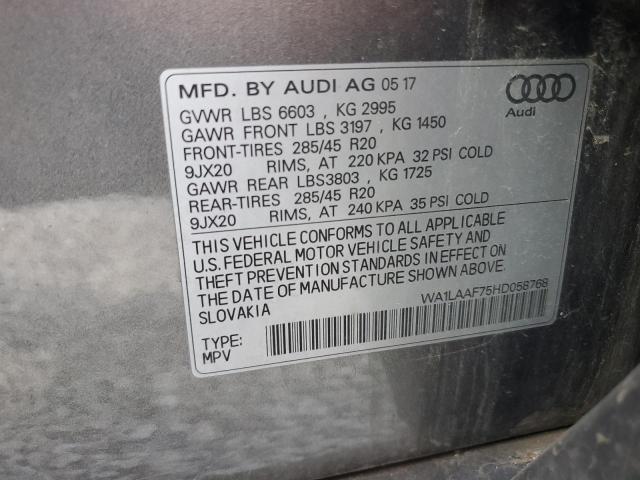 MFD. BY AUDI AG 05 17
GVWR LBS 6603 , KG 2995
GAWR FRONT LBS 3197 , KG 1450
FRONT-TIRES 285/45 R20
9JX20 RIMS, AT 220 KPA 32 PSI COLD
GAWR REAR LBS3803 , KG 1725
REAR-TIRES 285/45 R20
9JX20 RIMS, AT 240 KPA 35 PSI COLD
Audi
THIS VEHICLE CONFORMS TO ALL APPLICABLE
U.S. FEDERAL MOTOR VEHICLE SAFETY AND
THEFT PREVENTION STANDARDS IN EFFECT ON
THE DATE OF MANUFACTURE SHOWN ABOVE.
SLOVAKIA
WA1LAAF75HD058768
TYPE:
MPV